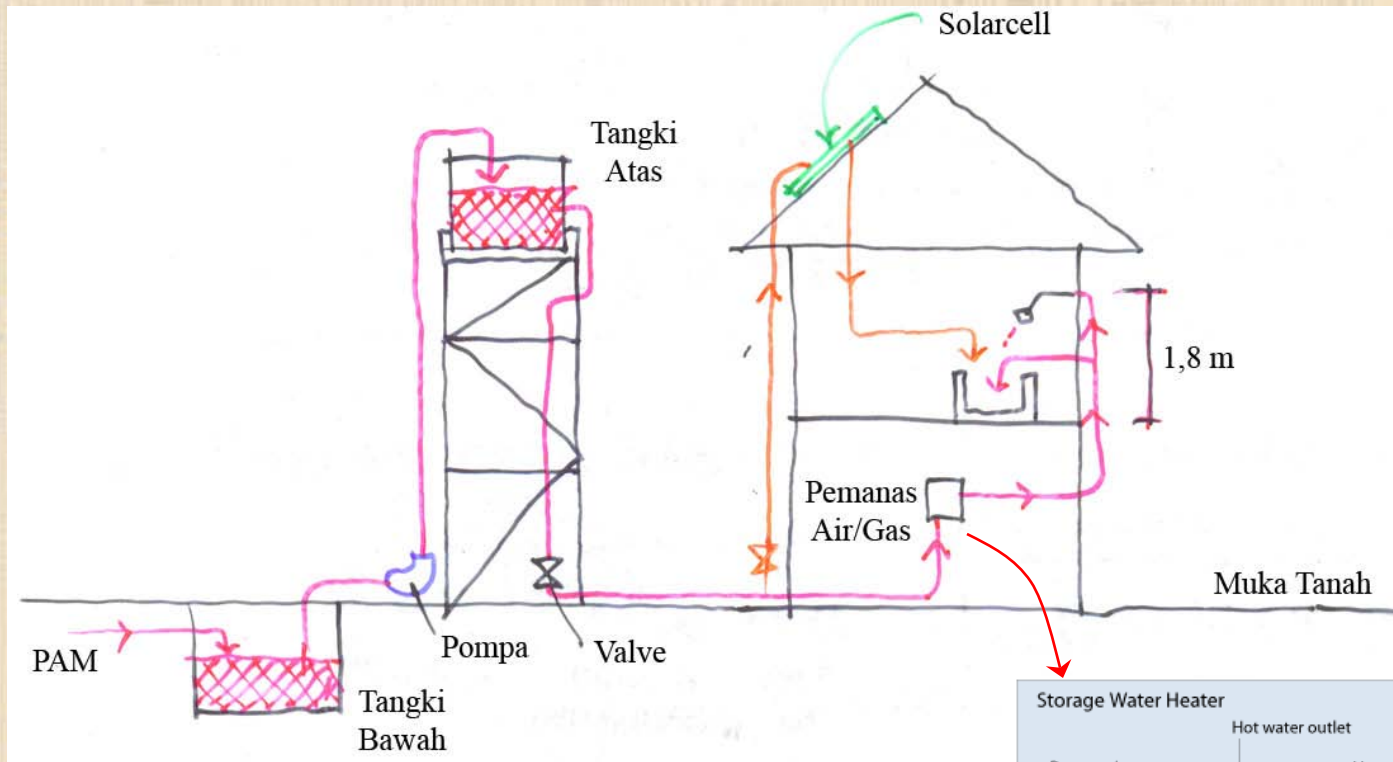 Solarcell
Tangki
Atas
1,8 m
Pemanas
Air/Gas
Muka Tanah
PAM
Pompa
Valve
Tangki
Bawah
Storage Water Heater
Hot water outlet